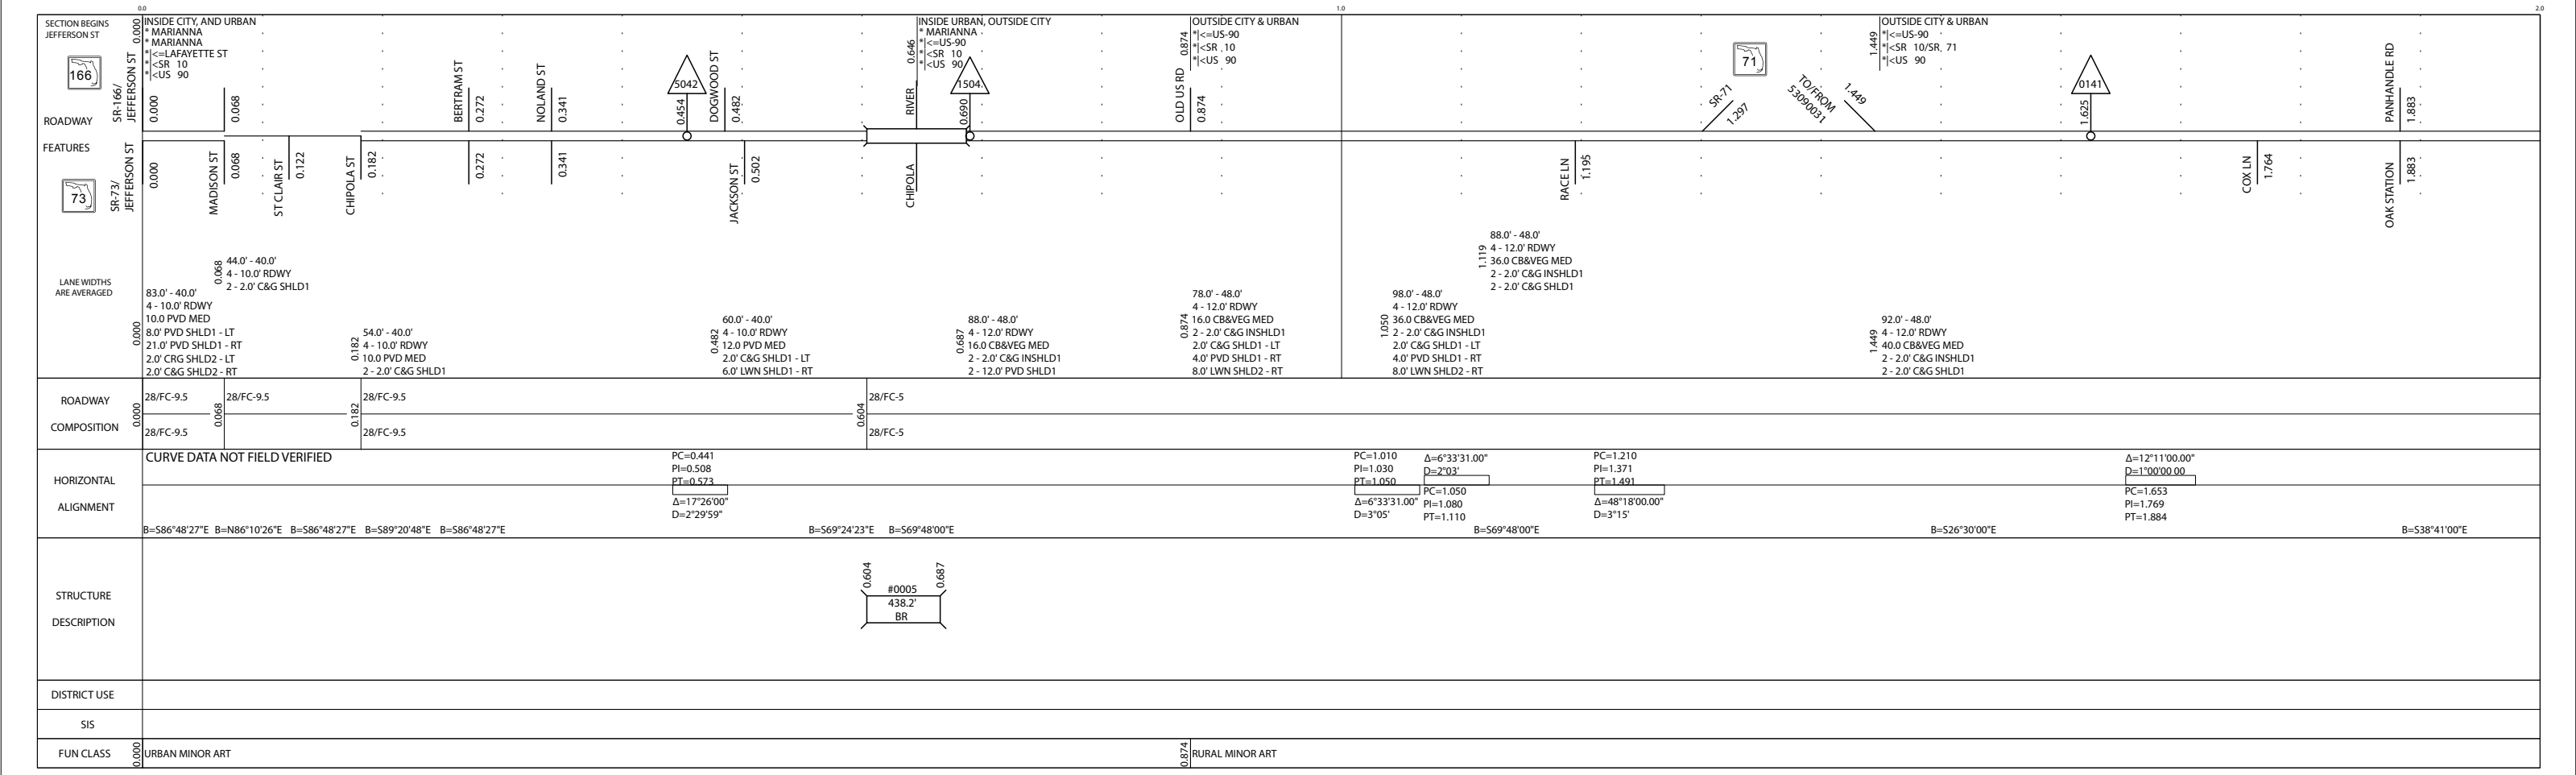 0.0
1.0
2.0
SECTION BEGINS
JEFFERSON ST
166
ROADWAY
FEATURES
73
SR-166/
JEFFERSON ST
SR-73/
JEFFERSON ST
0.000
INSIDE CITY, AND URBAN
* MARIANNA
* MARIANNA
*|<=LAFAYETTE ST
*|<SR 10
*|<US 90
0.000
0.068
BERTRAM ST
0.272
NOLAND ST
0.341
5042
0.454
DOGWOOD ST
0.482
0.646
INSIDE URBAN, OUTSIDE CITY
* MARIANNA
*|<=US-90
*|<SR 10
*|<US 90
RIVER
1504
0.690
0.874
OUTSIDE CITY & URBAN
*|<=US-90
*|<SR 10
*|<US 90
OLD US RD
0.874
SR-71
1.297
71
TO/FROM
53090031
1.449
1.449
OUTSIDE CITY & URBAN
*|<=US-90
*|<SR 10/SR 71
*|<US 90
0141
1.625
PANHANDLE RD
1.883
0.000
MADISON ST
0.068
ST CLAIR ST
0.122
CHIPOLA ST
0.182
0.272
0.341
JACKSON ST
0.502
CHIPOLA
RACE LN
1.195
COX LN
1.764
OAK STATION
1.883
LANE WIDTHS
ARE AVERAGED
0.000
83.0' - 40.0'
4 - 10.0' RDWY
10.0 PVD MED
8.0' PVD SHLD1 - LT
21.0' PVD SHLD1 - RT
2.0' CRG SHLD2 - LT
2.0' C&G SHLD2 - RT
0.068
44.0' - 40.0'
4 - 10.0' RDWY
2 - 2.0' C&G SHLD1
0.182
54.0' - 40.0'
4 - 10.0' RDWY
10.0 PVD MED
2 - 2.0' C&G SHLD1
0.482
60.0' - 40.0'
4 - 10.0' RDWY
12.0 PVD MED
2.0' C&G SHLD1 - LT
6.0' LWN SHLD1 - RT
0.687
88.0' - 48.0'
4 - 12.0' RDWY
16.0 CB&VEG MED
2 - 2.0' C&G INSHLD1
2 - 12.0' PVD SHLD1
0.874
78.0' - 48.0'
4 - 12.0' RDWY
16.0 CB&VEG MED
2 - 2.0' C&G INSHLD1
2.0' C&G SHLD1 - LT
4.0' PVD SHLD1 - RT
8.0' LWN SHLD2 - RT
1.050
98.0' - 48.0'
4 - 12.0' RDWY
36.0 CB&VEG MED
2 - 2.0' C&G INSHLD1
2.0' C&G SHLD1 - LT
4.0' PVD SHLD1 - RT
8.0' LWN SHLD2 - RT
1.119
88.0' - 48.0'
4 - 12.0' RDWY
36.0 CB&VEG MED
2 - 2.0' C&G INSHLD1
2 - 2.0' C&G SHLD1
1.449
92.0' - 48.0'
4 - 12.0' RDWY
40.0 CB&VEG MED
2 - 2.0' C&G INSHLD1
2 - 2.0' C&G SHLD1
ROADWAY
COMPOSITION
0.000
28/FC-9.5
28/FC-9.5
0.068
28/FC-9.5
0.182
28/FC-9.5
28/FC-9.5
0.604
28/FC-5
28/FC-5
HORIZONTAL
ALIGNMENT
CURVE DATA NOT FIELD VERIFIED
PC=0.441
PI=0.508
PT=0.573
Δ=17°26'00"
D=2°29'59"
PC=1.010
PI=1.030
PT=1.050
Δ=6°33'31.00"
D=3°05'
Δ=6°33'31.00"
D=2°03'
PC=1.050
PI=1.080
PT=1.110
PC=1.210
PI=1.371
PT=1.491
Δ=48°18'00.00"
D=3°15'
Δ=12°11'00.00"
D=1°00'00.00
PC=1.653
PI=1.769
PT=1.884
B=S86°48'27"E B=N86°10'26"E B=S86°48'27"E B=S89°20'48"E B=S86°48'27"E B=S69°24'23"E B=S69°48'00"E B=S69°48'00"E B=S26°30'00"E B=S38°41'00"E
STRUCTURE
DESCRIPTION
0.604
0.687
#0005
438.2'
BR
DISTRICT USE
SIS
FUN CLASS
0.000
URBAN MINOR ART
0.874
RURAL MINOR ART